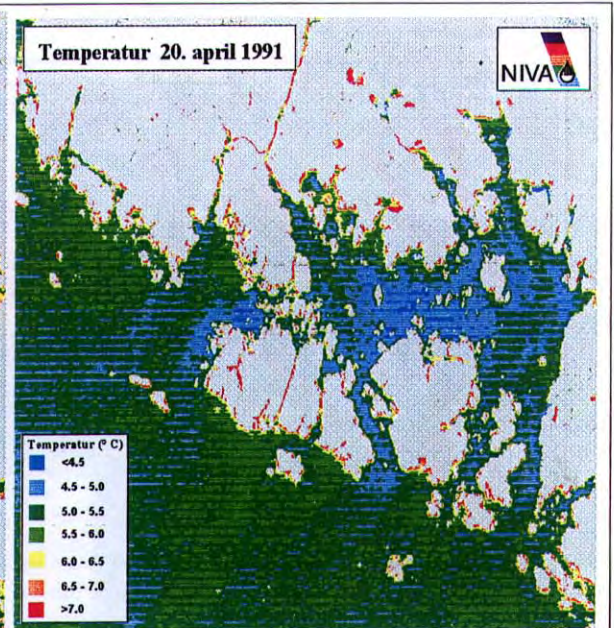 Temperatur 20. april 1991
NIVA
Temperatur (° C)
<4.5
4.5 - 5.0
5.0 - 5.5
5.5 - 6.0
6.0 - 6.5
6.5 - 7.0
>7.0